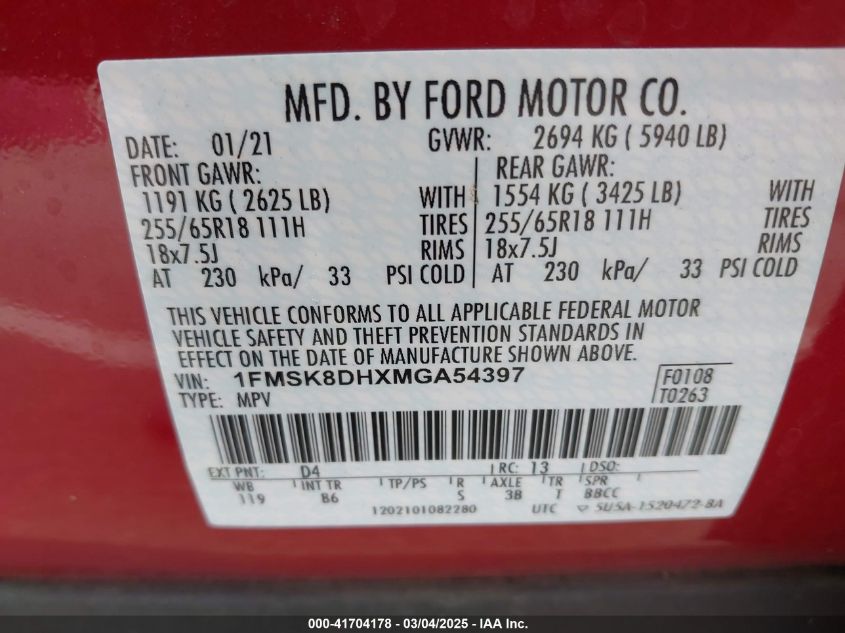 MFD. BY FORD MOTOR CO.
DATE: 01/21 GVWR: 2694 KG ( 5940 LB)
FRONT GAWR: REAR GAWR:
1191 KG ( 2625 LB) WITH 1554 KG ( 3425 LB) WITH
255/65R18 111H TIRES 255/65R18 111H TIRES
18x7.5J RIMS 18x7.5J RIMS
AT 230 kPa/ 33 PSI COLD AT 230 kPa/ 33 PSI COLD
THIS VEHICLE CONFORMS TO ALL APPLICABLE FEDERAL MOTOR
VEHICLE SAFETY AND THEFT PREVENTION STANDARDS IN
EFFECT ON THE DATE OF MANUFACTURE SHOWN ABOVE.
VIN: 1FMSK8DHXMGA54397 F0108
TYPE: MPV T0263
EXT PNT: D4 RC: 13 DSO:
WB INT TR TP/PS R AXLE TR SPR
119 B6 S 3B T BBCC
1202101082280 UTC 5U5A-1520472-BA
000-41704178 — 03/04/2025 - IAAI.com